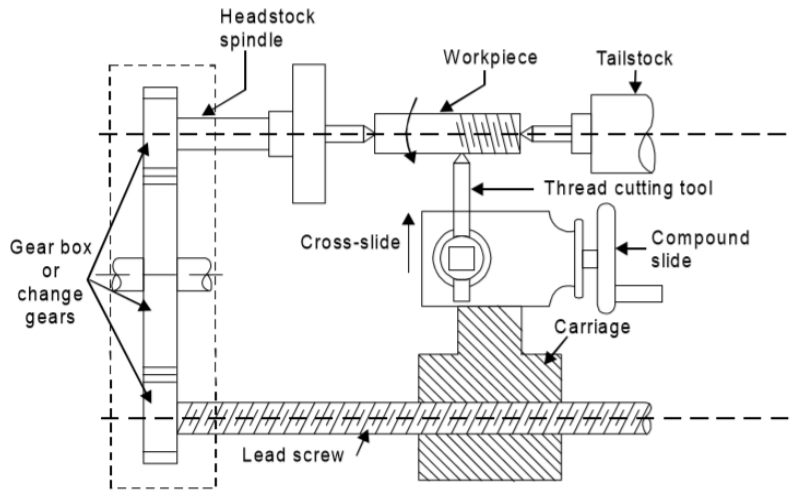 Headstock
spindle
Workpiece
Tailstock
Thread cutting tool
Cross-slide
Compound
slide
Gear box
or
change
gears
Carriage
Lead screw